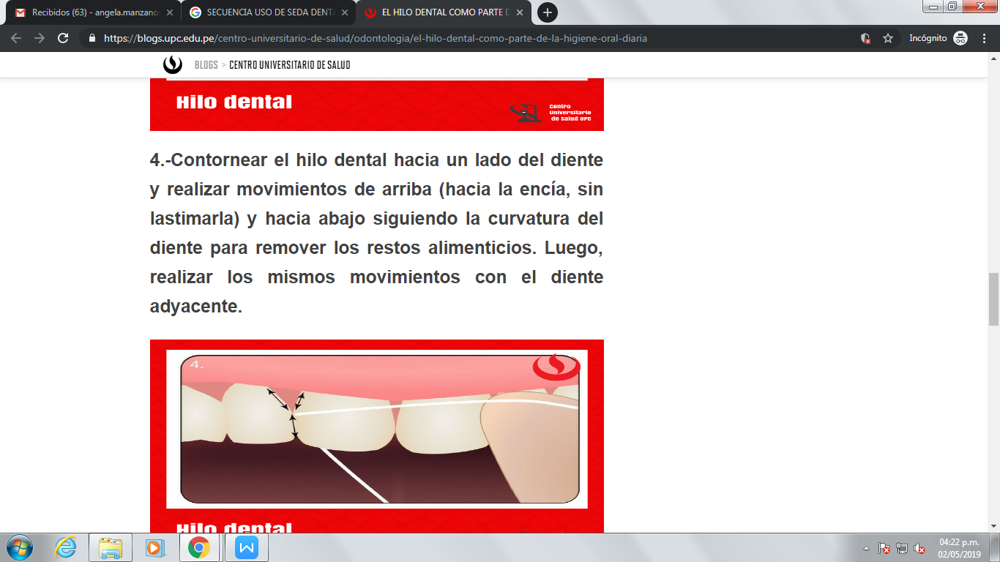 Recibidos (63) - angela.manzano
SECUENCIA USO DE SEDA DENT
EL HILO DENTAL COMO PARTE D
https://blogs.upc.edu.pe/centro-universitario-de-salud/odontologia/el-hilo-dental-como-parte-de-la-higiene-oral-diaria
Incógnito
BLOGS > CENTRO UNIVERSITARIO DE SALUD
Hilo dental
Centro
Universitario
de Salud UPC
4.-Contornear el hilo dental hacia un lado del diente
y realizar movimientos de arriba (hacia la encía, sin
lastimarla) y hacia abajo siguiendo la curvatura del
diente para remover los restos alimenticios. Luego,
realizar los mismos movimientos con el diente
adyacente.
4.
Hilo dental
04:22 p.m.
02/05/2019